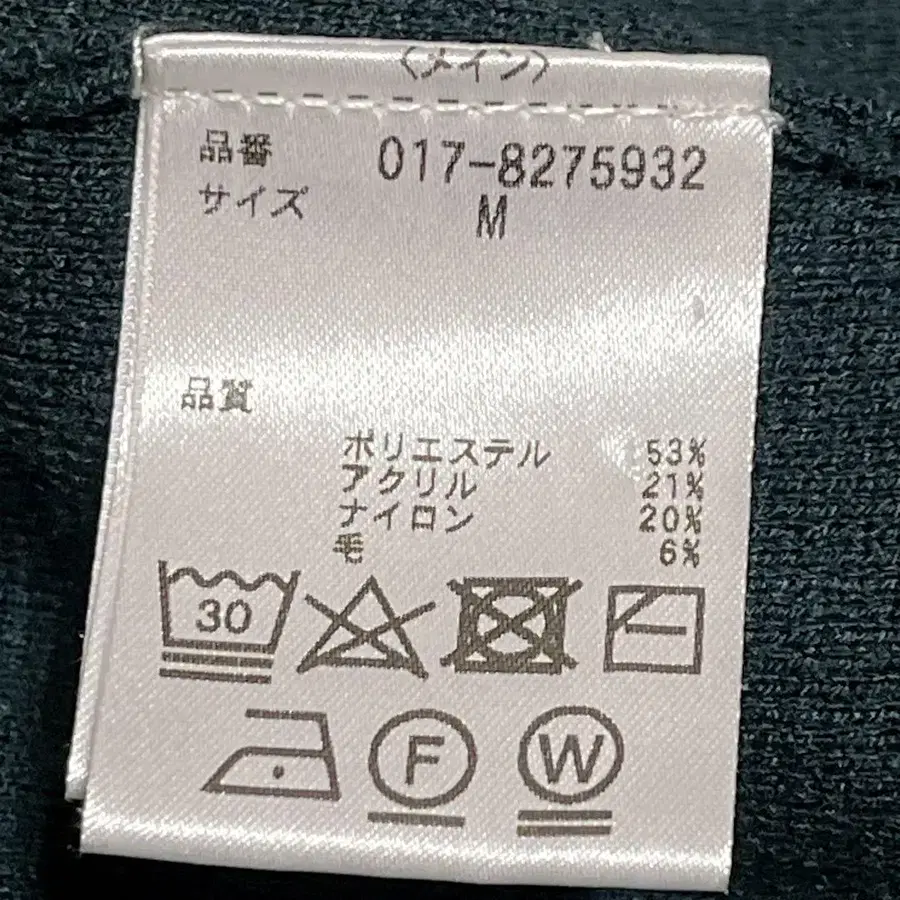 〈メイン〉
品番 017-8275932
サイズ M
品質
ポリエステル 53%
アクリル 21%
ナイロン 20%
毛 6%
30
F W